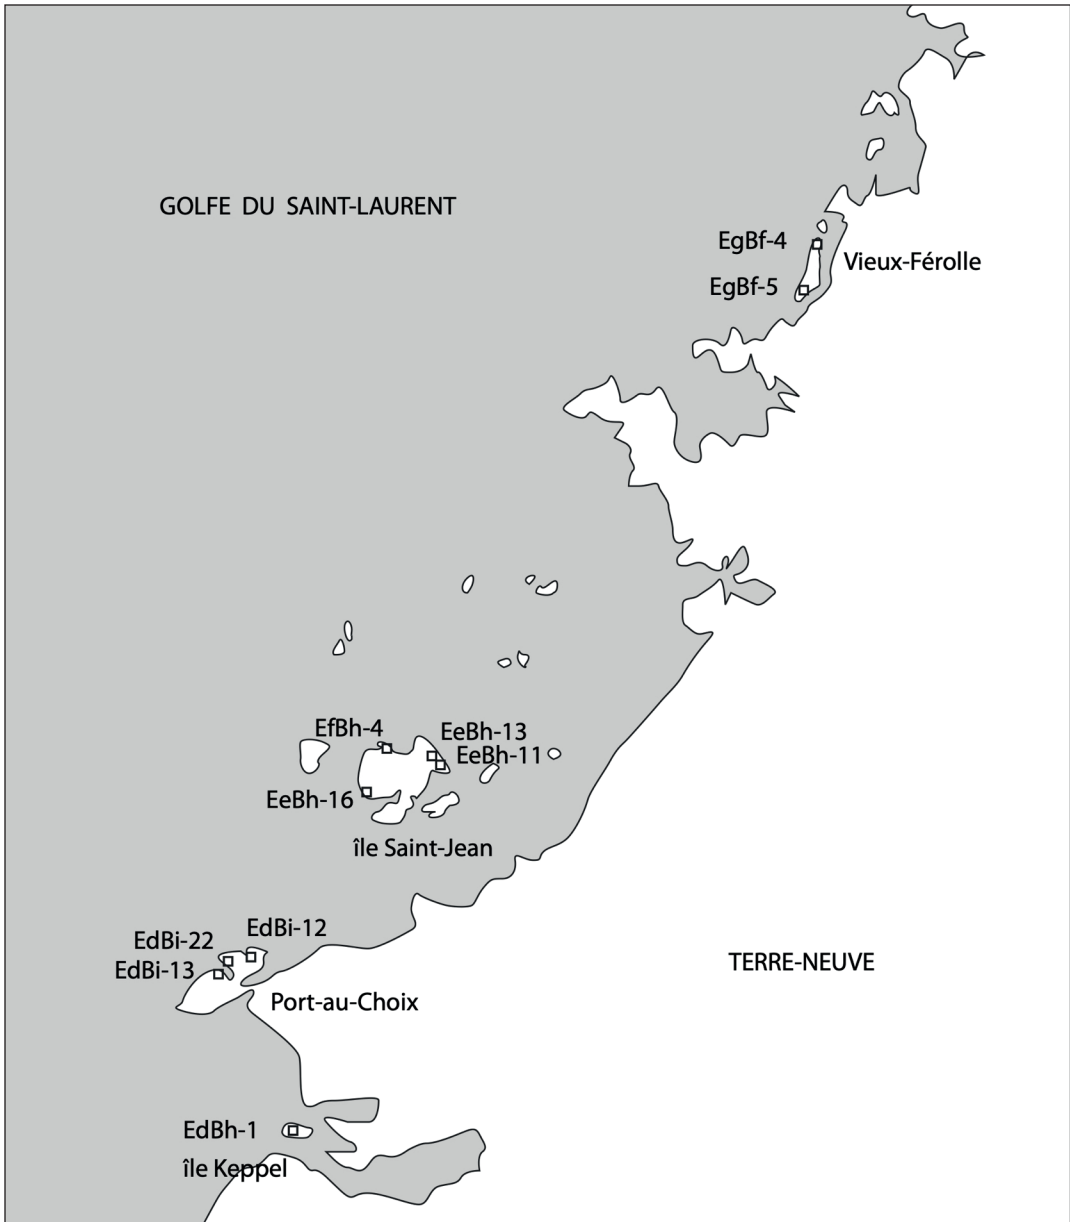 GOLFE DU SAINT-LAURENT
EgBf-4
Vieux-Férolle
EgBf-5
EfBh-4
EeBh-13
EeBh-11
EeBh-16
île Saint-Jean
EdBi-12
EdBi-22
EdBi-13
TERRE-NEUVE
Port-au-Choix
EdBh-1
île Keppel